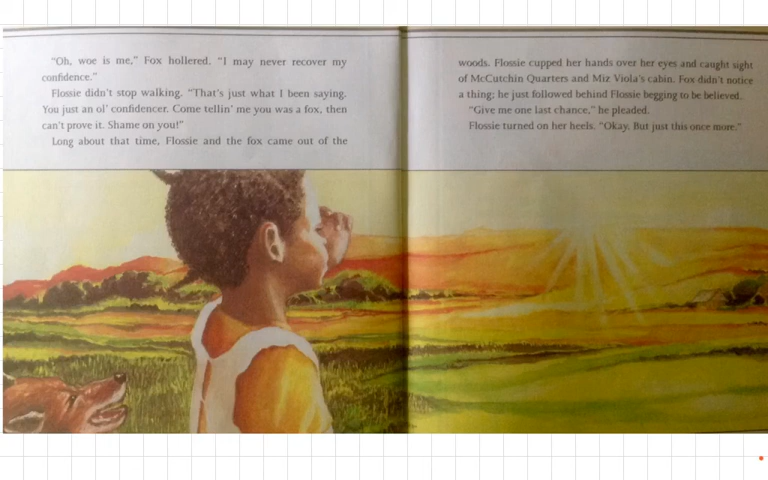 "Oh, woe is me," Fox hollered. "I may never recover my
confidence."
Flossie didn't stop walking. "That's just what I been saying.
You just an ol' confidencer. Come tellin' me you was a fox, then
can't prove it. Shame on you!"
Long about that time, Flossie and the fox came out of the
woods. Flossie cupped her hands over her eyes and caught sight
of McCutchin Quarters and Miz Viola's cabin. Fox didn't notice
a thing; he just followed behind Flossie begging to be believed.
"Give me one last chance," he pleaded.
Flossie turned on her heels. "Okay. But just this once more."